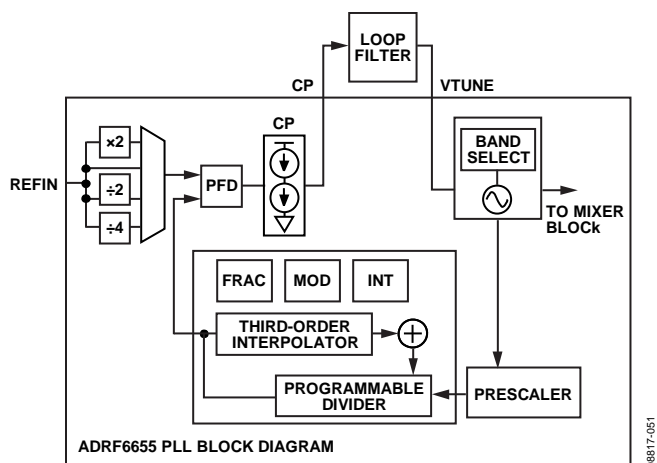 LOOP
FILTER
CP
VTUNE
CP
×2
÷2
÷4
REFIN
PFD
BAND
SELECT
TO MIXER
BLOCk
FRAC
MOD
INT
THIRD-ORDER
INTERPOLATOR
+
PROGRAMMABLE
DIVIDER
PRESCALER
ADRF6655 PLL BLOCK DIAGRAM
08817-051